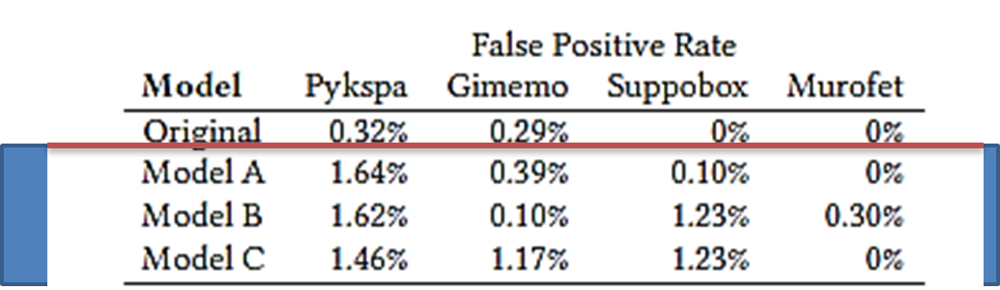 False Positive Rate
Model Pykspa Gimemo Suppobox Murofet
Original 0.32% 0.29% 0% 0%
Model A 1.64% 0.39% 0.10% 0%
Model B 1.62% 0.10% 1.23% 0.30%
Model C 1.46% 1.17% 1.23% 0%